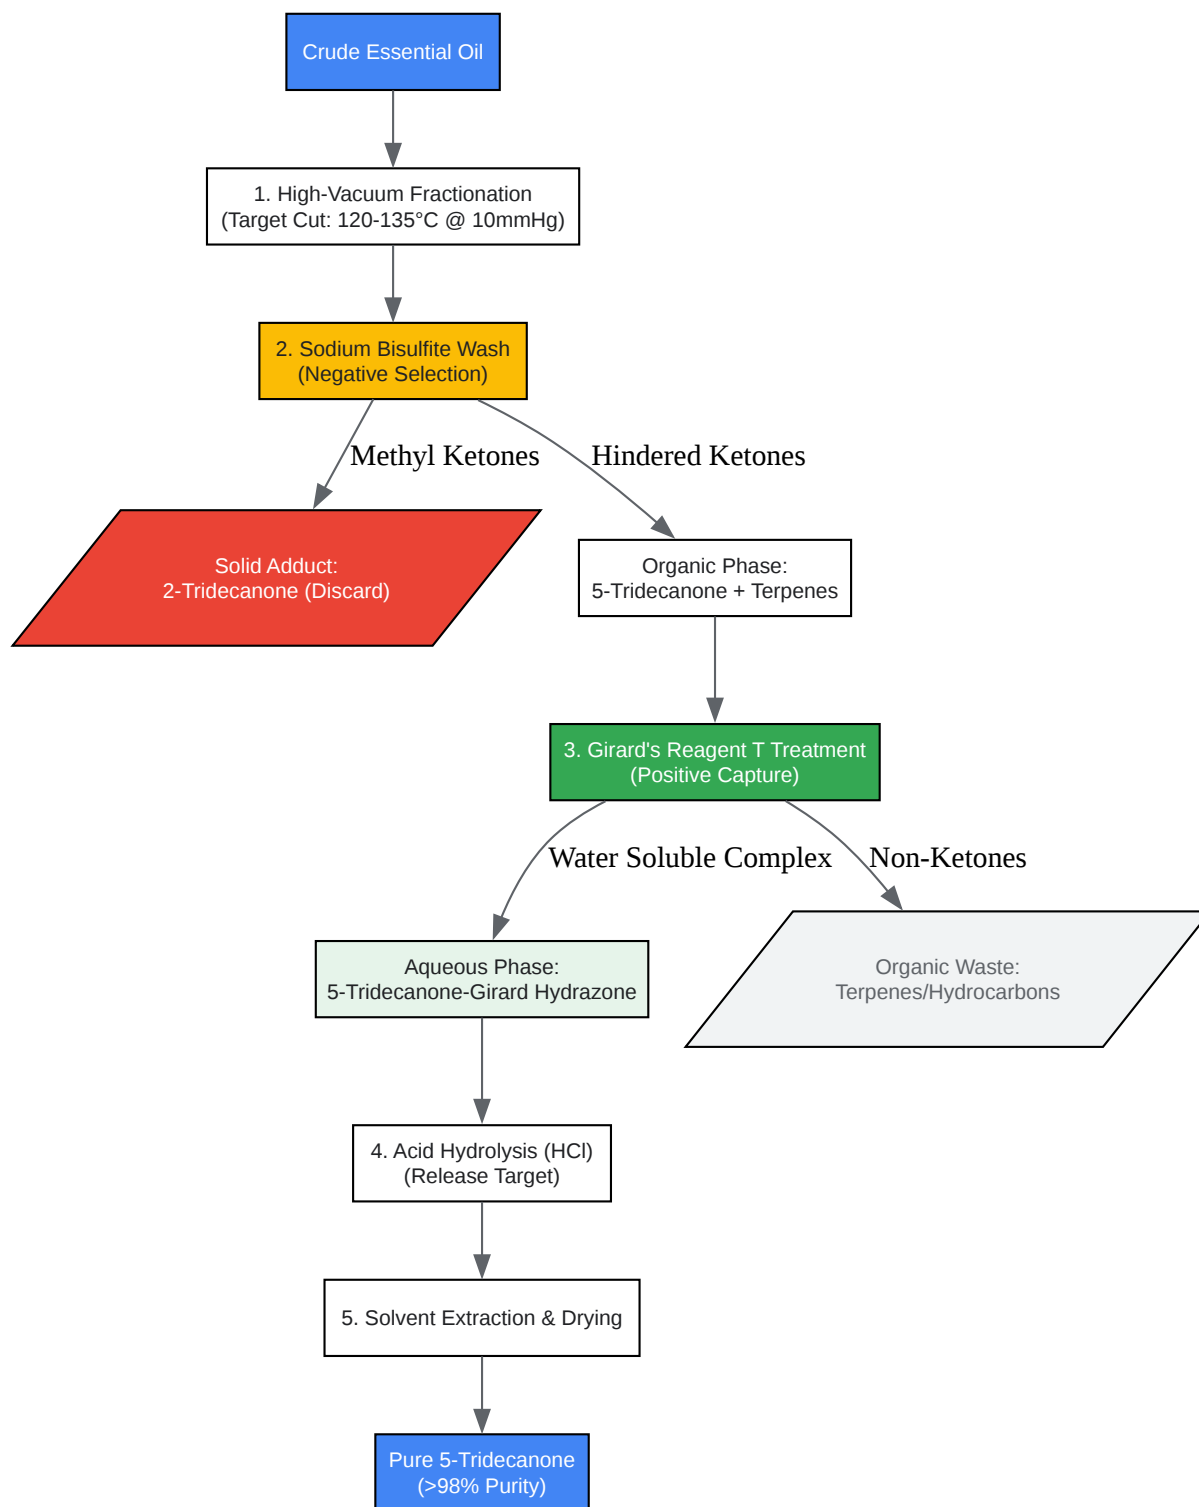 Crude Essential Oil
1. High-Vacuum Fractionation
(Target Cut: 120-135°C @ 10mmHg)
2. Sodium Bisulfite Wash
(Negative Selection)
Methyl Ketones
Hindered Ketones
Solid Adduct:
2-Tridecanone (Discard)
Organic Phase:
5-Tridecanone + Terpenes
3. Girard's Reagent T Treatment
(Positive Capture)
Water Soluble Complex
Non-Ketones
Aqueous Phase:
5-Tridecanone-Girard Hydrazone
Organic Waste:
Terpenes/Hydrocarbons
4. Acid Hydrolysis (HCl)
(Release Target)
5. Solvent Extraction & Drying
Pure 5-Tridecanone
(>98% Purity)